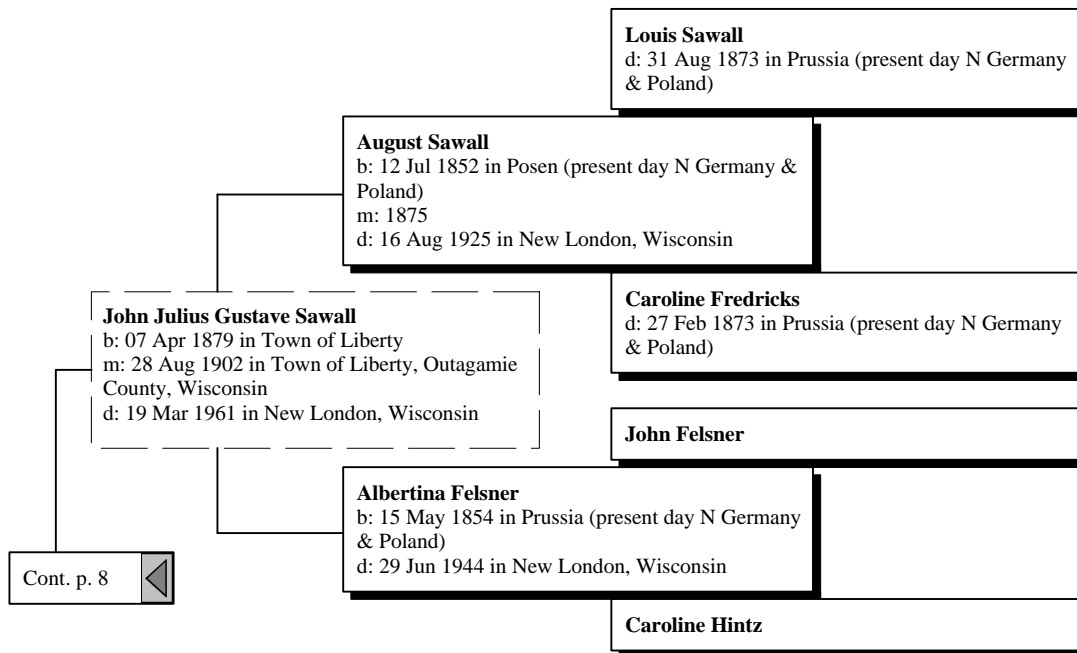 Louis Sawall
d: 31 Aug 1873 in Prussia (present day N Germany
& Poland)
August Sawall
b: 12 Jul 1852 in Posen (present day N Germany &
Poland)
m: 1875
d: 16 Aug 1925 in New London, Wisconsin
Caroline Fredricks
d: 27 Feb 1873 in Prussia (present day N Germany
& Poland)
John Julius Gustave Sawall
b: 07 Apr 1879 in Town of Liberty
m: 28 Aug 1902 in Town of Liberty, Outagamie
County, Wisconsin
d: 19 Mar 1961 in New London, Wisconsin
John Felsner
Albertina Felsner
b: 15 May 1854 in Prussia (present day N Germany
& Poland)
d: 29 Jun 1944 in New London, Wisconsin
Cont. p. 8
Caroline Hintz